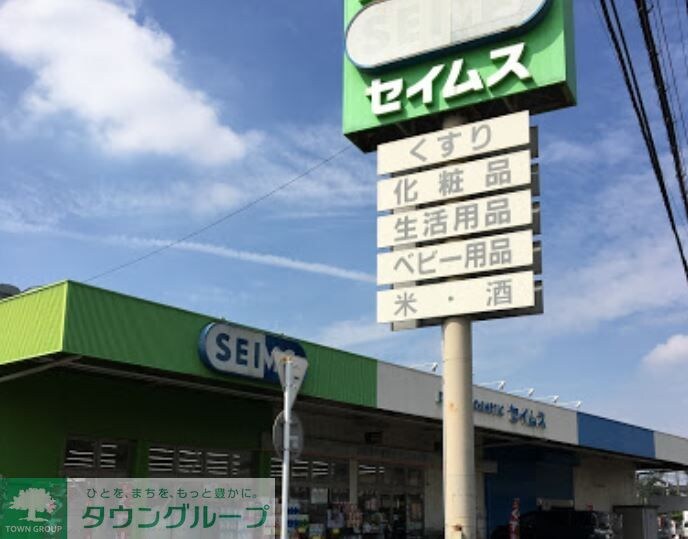 SEIMS
セイムス
くすり
化粧品
生活用品
ベビー用品
米・酒
SEIMS
セイムス
TOWN GROUP
ひとを、まちを、もっと豊かに。
タウングループ